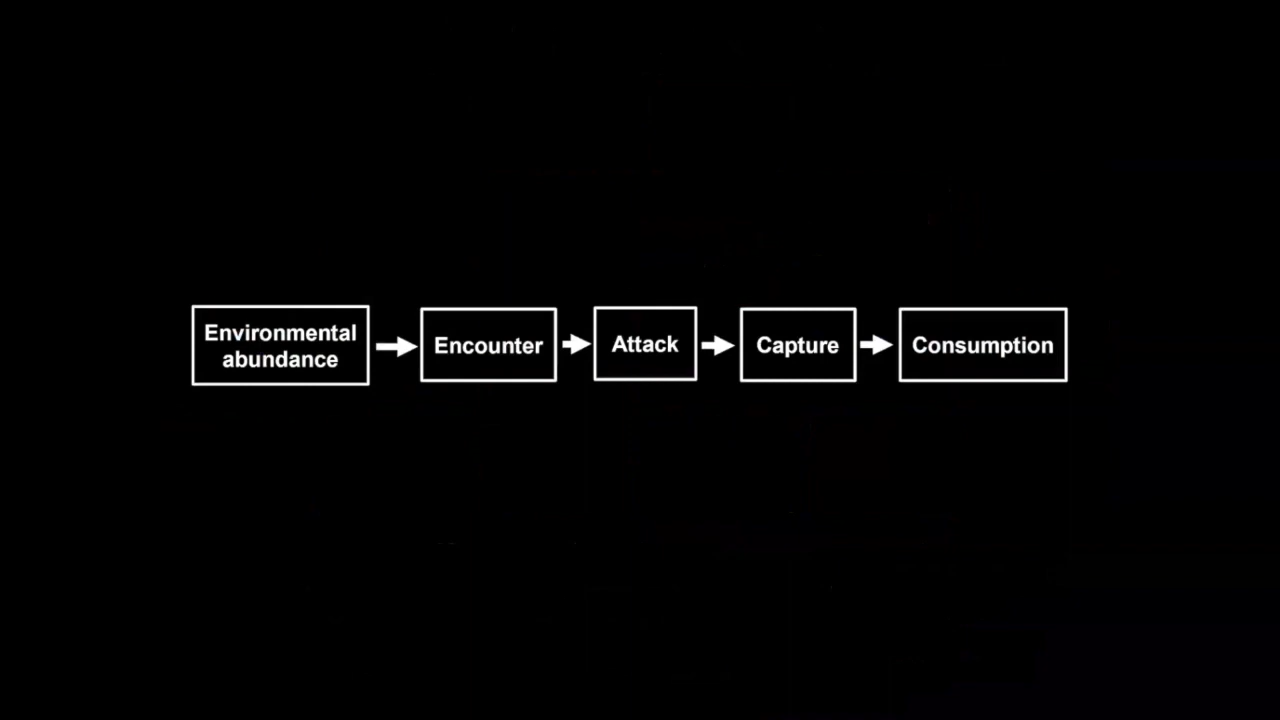 Environmental
abundance
Encounter
Attack
Capture
Consumption